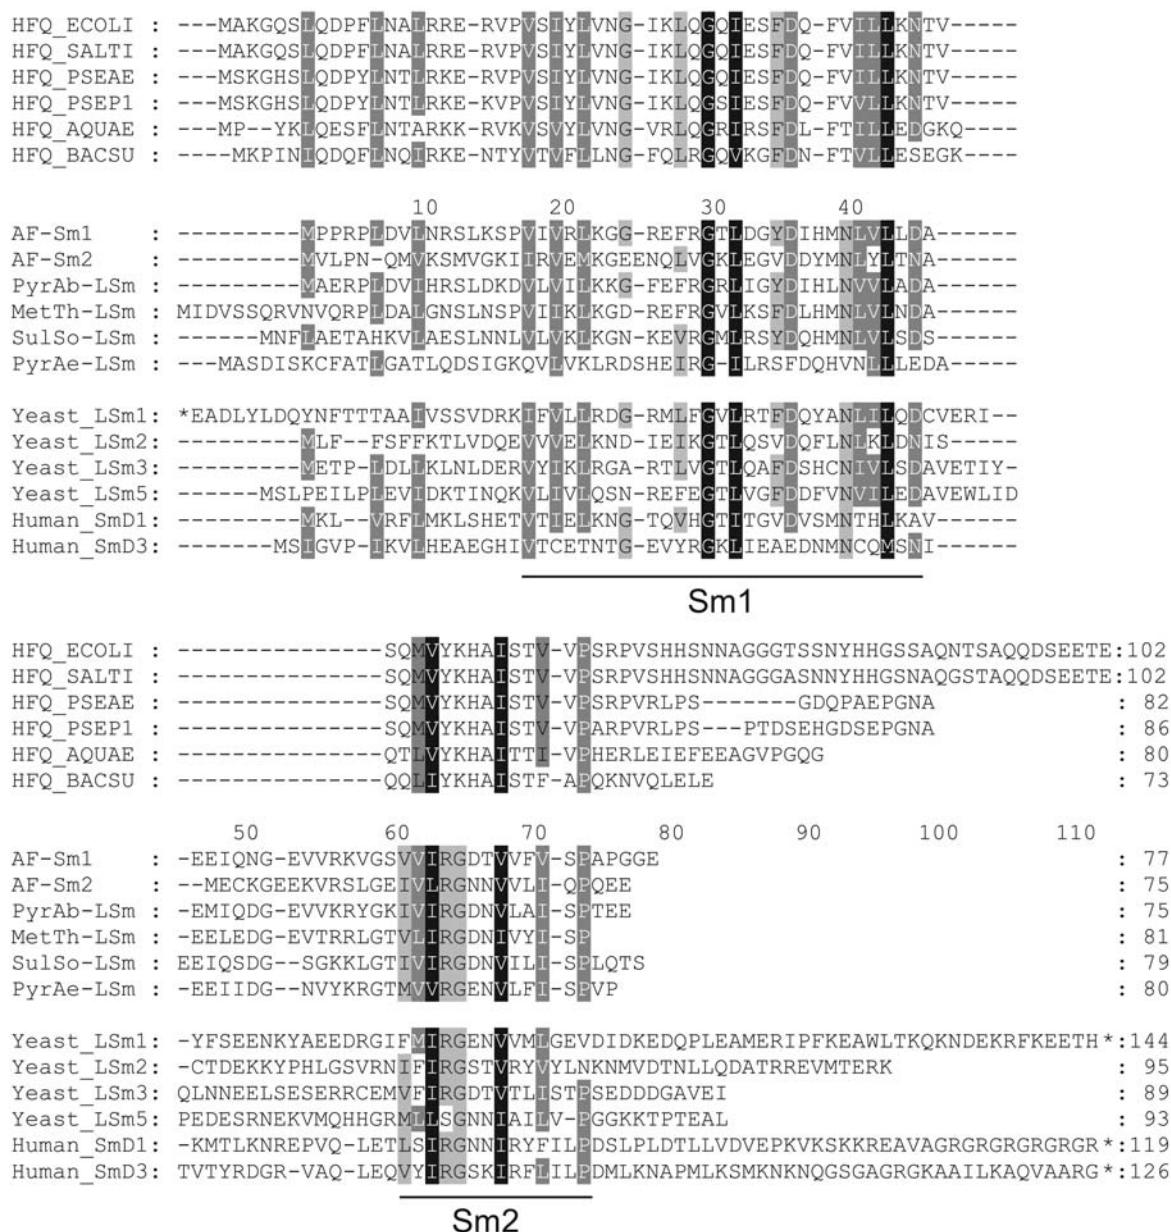 HFQ_ECOLI : ---MAKGQSLQDPFLNALRRE-RVPVSIYLVNG-IKLQGQIESFDQ-FVILLKNTV-----
HFQ_SALTI : ---MAKGQSLQDPFLNALRRE-RVPVSIYLVNG-IKLQGQIESFDQ-FVILLKNTV-----
HFQ_PSEAE : ---MSKGHSLQDPYLNTLRKE-RVPVSIYLVNG-IKLQGQIESFDQ-FVILLKNTV-----
HFQ_PSEP1 : ---MSKGHSLQDPYLNTLRKE-KVPVSIYLVNG-IKLQGSIESFDQ-FVVLLKNTV-----
HFQ_AQUAE : ----MP--YKLQESFLNTARKK-RVKVSVYLVNG-VRLQGRIRSFDL-FTILLEDGKQ----
HFQ_BACSU : ----MKPINIQDQFLNQIRKE-NTYVTVFLLNG-FQLRGQVKGFDN-FTVLLESEGK----
10 20 30 40
AF-Sm1 : ---------MPPRPLDVLNRSLKSPVIVRLKGG-REFRGTLDGYDIHMNLVLLDA------
AF-Sm2 : ---------MVLPN-QMVKSMVGKIIRVEMKGEENQLVGKLEGVDDYMNLYLTNA------
PyrAb-LSm : ---------MAERPLDVIHRSLDKDVLVILKKG-FEFRGRLIGYDIHLNVVLADA------
MetTh-LSm : MIDVSSQRVNVQRPLDALGNSLNSPVIIKLKGD-REFRGVLKSFDLHMNLVLNDA------
SulSo-LSm : ------MNFLAETAHKVLAESLNNLVLVKLKGN-KEVRGMLRSYDQHMNLVLSDS------
PyrAe-LSm : --MASDISKCFATLGATLQDSIGKQVLVKLRDSHEIRG-ILRSFDQHVNLLLEDA------
Yeast_LSm1 : *EADLYLDQYNFTTTAAIVSSVDRKIFVLLRDG-RMLFGVLRTFDQYANLILQDCVERI--
Yeast_LSm2 : ---------MLF--FSFFKTLVDQEVVVELKND-IEIKGTLQSVDQFLNLKLDNIS-----
Yeast_LSm3 : ---------METP-LDLLKLNLDERVYIKLRGA-RTLVGTLQAFDSHCNIVLSDAVETIY-
Yeast_LSm5 : ------MSLPEILPLEVIDKTINQKVLIVLQSN-REFEGTLVGFDDFVNVILEDAVEWLID
Human_SmD1 : ---------MKL--VRFLMKLSHETVTIELKNG-TQVHGTITGVDVSMNTHLKAV------
Human_SmD3 : -------MSIGVP-IKVLHEAEGHIVTCETNTG-EVYRGKLIEAEDNMNCQMSNI------
Sm1
HFQ_ECOLI : ---------------SQMVYKHAISTV-VPSRPVSHHSNNAGGGTSSNYHHGSSAQNTSAQQDSEETE:102
HFQ_SALTI : ---------------SQMVYKHAISTV-VPSRPVSHHSNNAGGGASNNYHHGSNAQGSTAQQDSEETE:102
HFQ_PSEAE : ---------------SQMVYKHAISTV-VPSRPVRLPS-------GDQPAEPGNA : 82
HFQ_PSEP1 : ---------------SQMVYKHAISTV-VPARPVRLPS---PTDSEHGDSEPGNA : 86
HFQ_AQUAE : ---------------QTLVYKHAITTI-VPHERLEIEFEEAGVPGQG : 80
HFQ_BACSU : ---------------QQLIYKHAISTF-APQKNVQLELE : 73
50 60 70 80 90 100 110
AF-Sm1 : -EEIQNG-EVVRKVGSVVIRGDTVVFV-SPAPGGE : 77
AF-Sm2 : --MECKGEEKVRSLGEIVLRGNNVVLI-QPQEE : 75
PyrAb-LSm : -EMIQDG-EVVKRYGKIVIRGDNVLAI-SPTEE : 75
MetTh-LSm : -EELEDG-EVTRRLGTVLIRGDNIVYI-SP : 81
SulSo-LSm : EEIQSDG--SGKKLGTIVIRGDNVILI-SPLQTS : 79
PyrAe-LSm : -EEIIDG--NVYKRGTMVVRGENVLFI-SPVP : 80
Yeast_LSm1 : -YFSEENKYAEEDRGIFMIRGENVVMLGEVDIDKEDQPLEAMERIPFKEAWLTKQKNDEKRFKEETH*:144
Yeast_LSm2 : -CTDEKKYPHLGSVRNIFIRGSTVRYVYLNKNMVDTNLLQDATRREVMTERK : 95
Yeast_LSm3 : QLNNEELSESERRCEMVFIRGDTVTLISTPSEDDDGAVEI : 89
Yeast_LSm5 : PEDESRNEKVMQHHGRMLLSGNNIAILV-PGGKKTPTEAL : 93
Human_SmD1 : -KMTLKNREPVQ-LETLSIRGNNIRYFILPDSLPLDTLLVDVEPKVKSKKREAVAGRGRGRGRGRGR*:119
Human_SmD3 : TVTYRDGR-VAQ-LEQVYIRGSKIRFLILPDMLKNAPMLKSMKNKNQGSGAGRGKAAILKAQVAARG*:126
Sm2